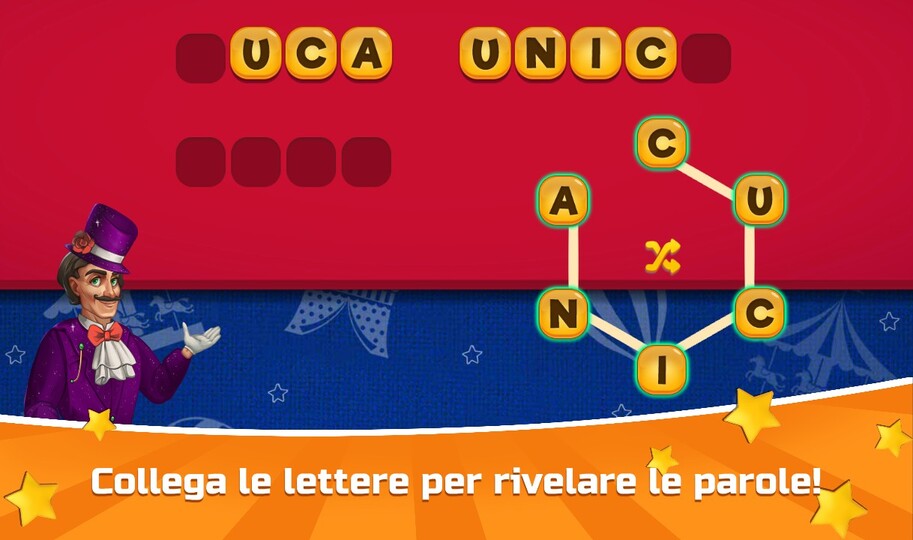 UCA UNIC
C
A U
N C
I
Collega le lettere per rivelare le parole!